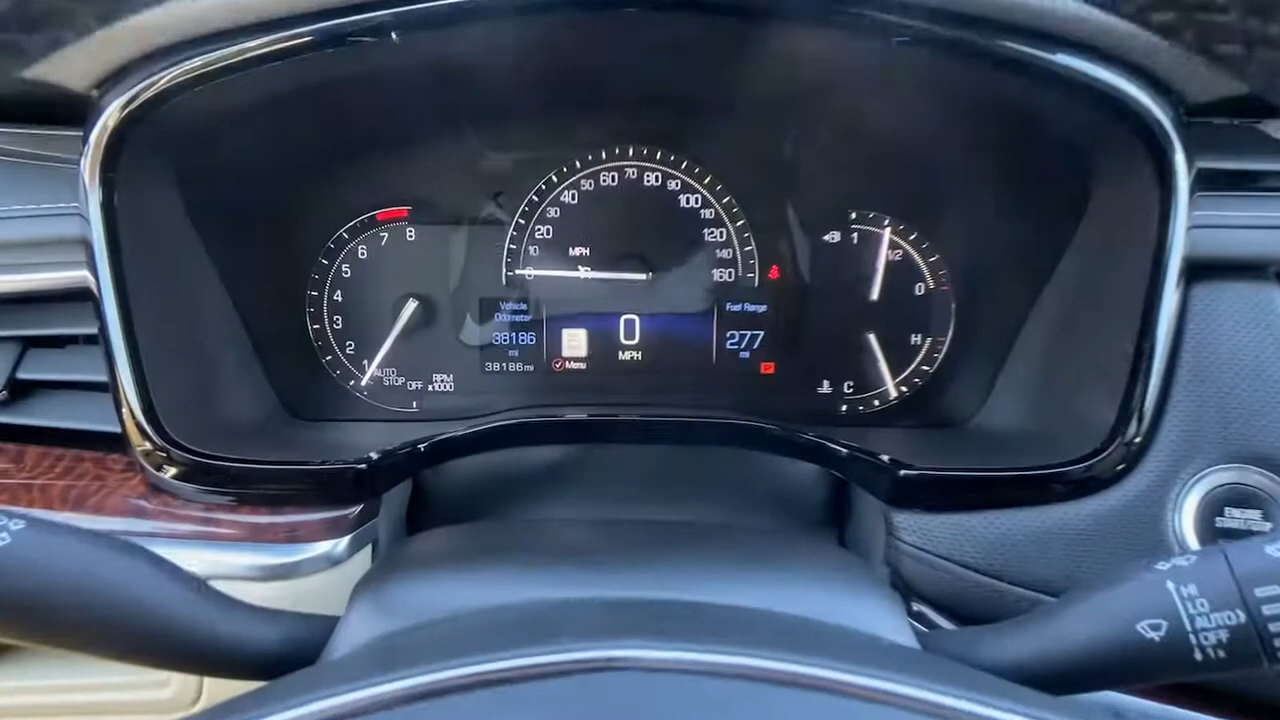 8
7
6
5
4
3
2
1
AUTO
STOP
OFF
RPM
x1000
0
10
20
30
40
50
60
70
80
90
100
110
120
140
160
MPH
Vehicle
Odometer
38186
mi
38186 mi
Menu
0
MPH
Fuel Range
277
mi
P
1
1/2
0
H
C
ENGINE
START/STOP
HI
LO
AUTO
OFF
1x